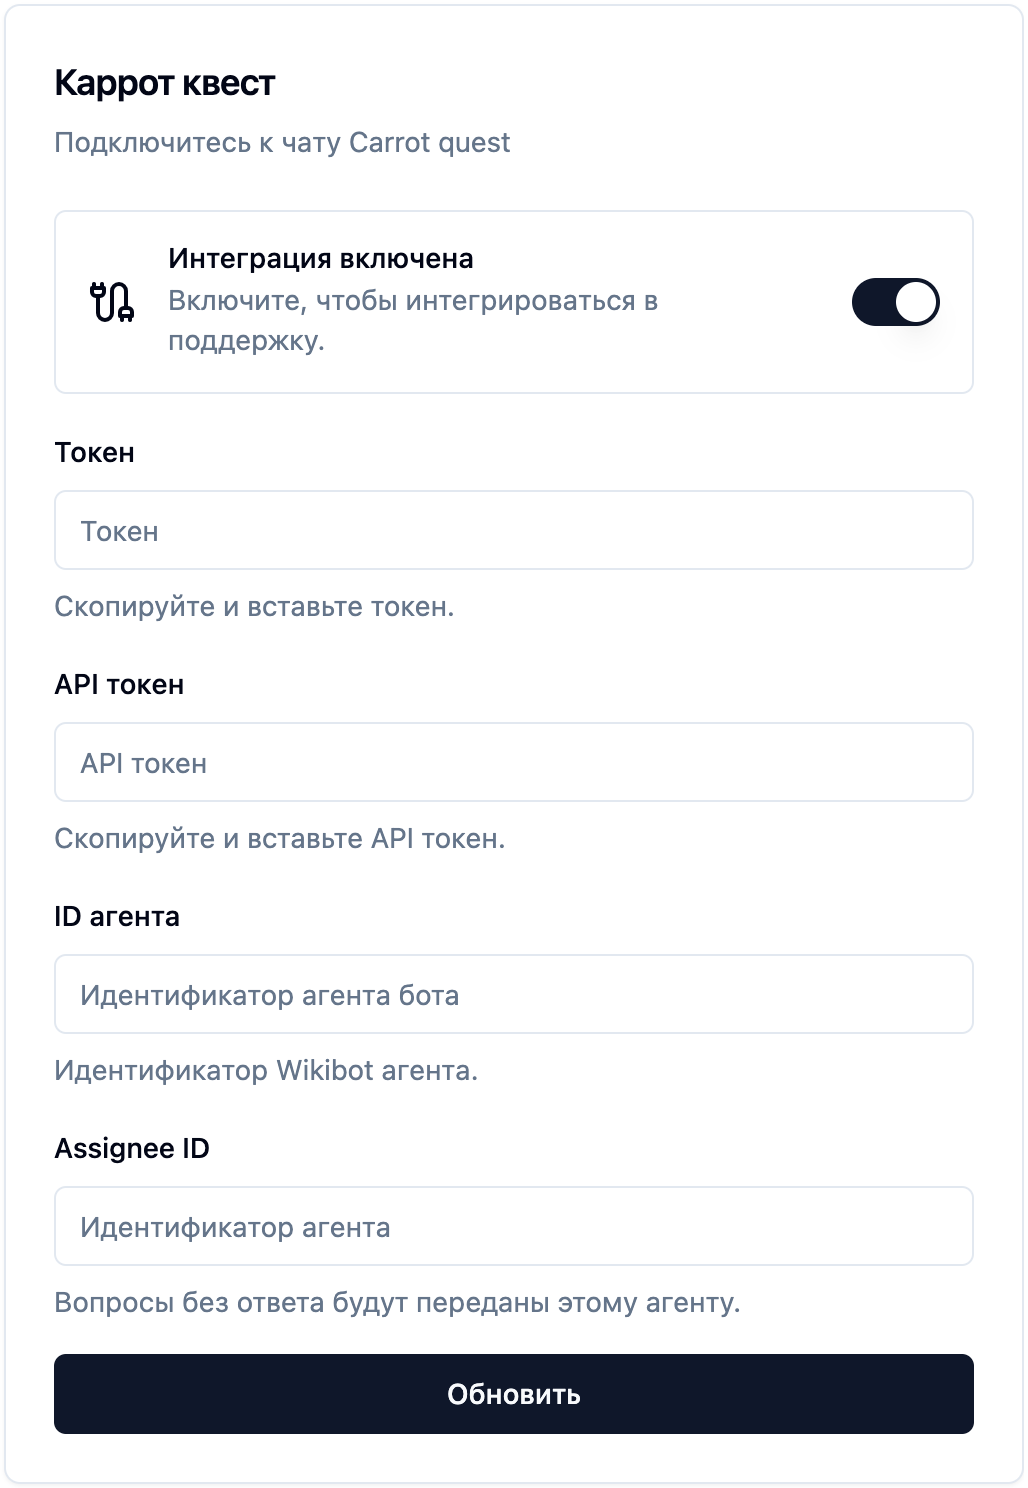 Каррот квест
Подключитесь к чату Carrot quest
Интеграция включена
Включите, чтобы интегрироваться в
поддержку.
Токен
Токен
Скопируйте и вставьте токен.
API токен
API токен
Скопируйте и вставьте API токен.
ID агента
Идентификатор агента бота
Идентификатор Wikibot агента.
Assignee ID
Идентификатор агента
Вопросы без ответа будут переданы этому агенту.
Обновить